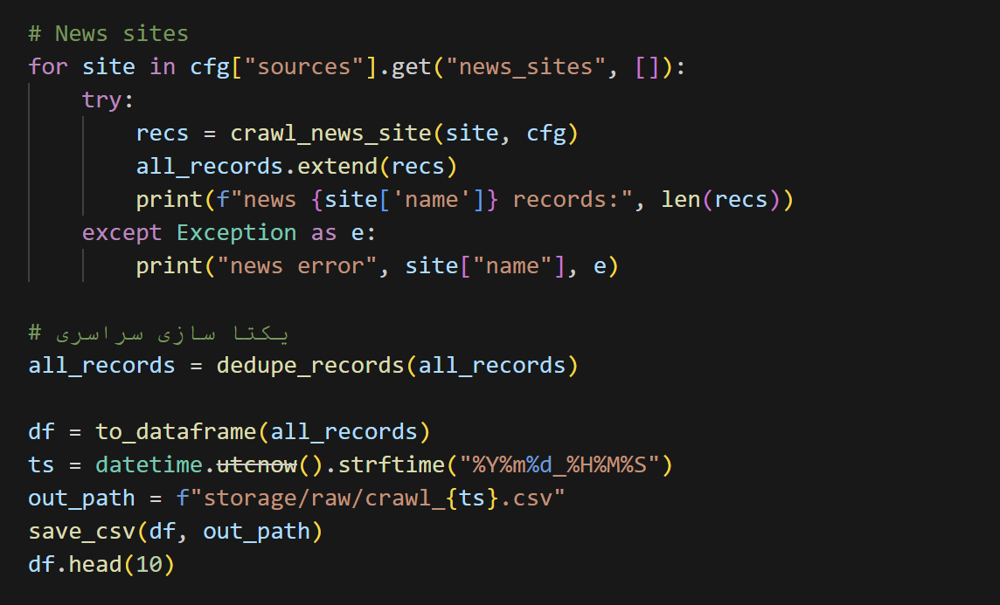 # News sites
for site in cfg["sources"].get("news_sites", []):
    try:
        recs = crawl_news_site(site, cfg)
        all_records.extend(recs)
        print(f"news {site['name']} records:", len(recs))
    except Exception as e:
        print("news error", site["name"], e)

# یکتا سازی سراسری
all_records = dedupe_records(all_records)

df = to_dataframe(all_records)
ts = datetime.utcnow().strftime("%Y%m%d_%H%M%S")
out_path = f"storage/raw/crawl_{ts}.csv"
save_csv(df, out_path)
df.head(10)